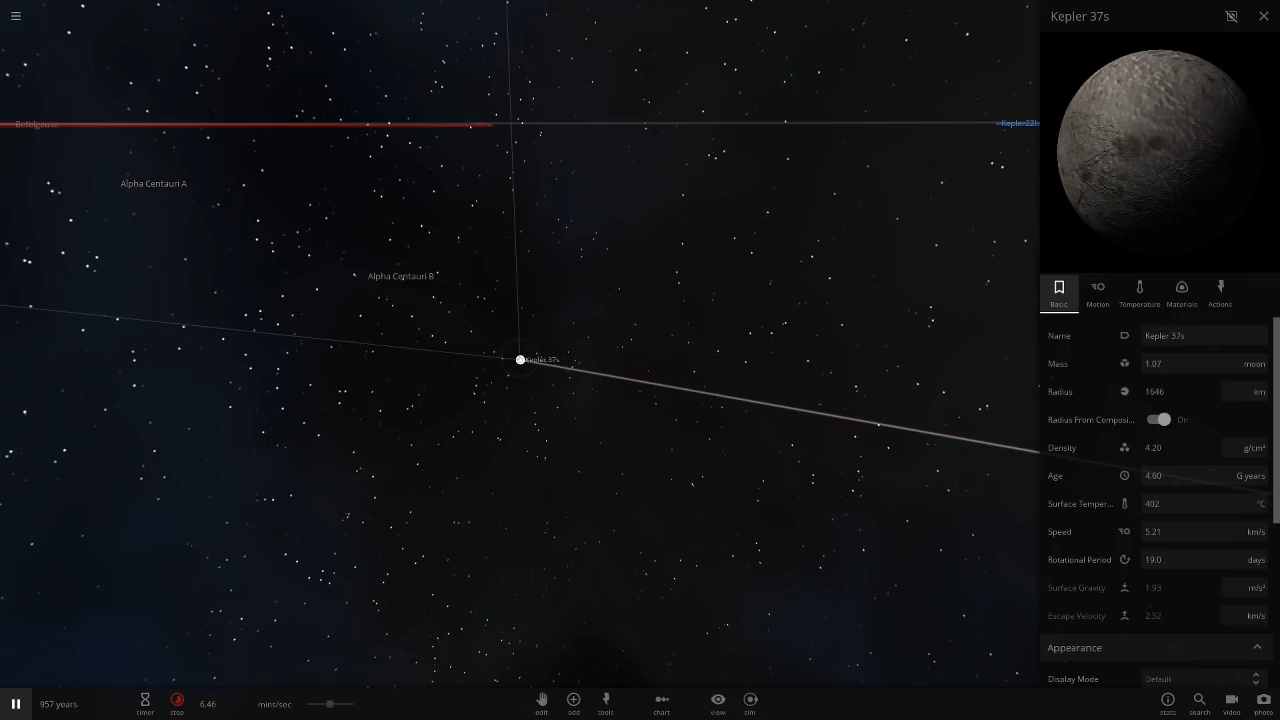 Kepler 37s
Betelgeuse
Kepler22b
Alpha Centauri A
Alpha Centauri B
Kepler 37s
Basic Motion Temperature Materials Actions
Name Kepler 37s
Mass 1.07 moon
Radius 1646 km
Radius From Composi... On
Density 4.20 g/cm³
Age 4.60 G years
Surface Temper... 402 °C
Speed 5.21 km/s
Rotational Period 19.0 days
Surface Gravity 1.93 m/s²
Escape Velocity 2.52 km/s
Appearance
Display Mode Default
957 years timer step 6.46 mins/sec edit add tools chart view sim stats search video photo